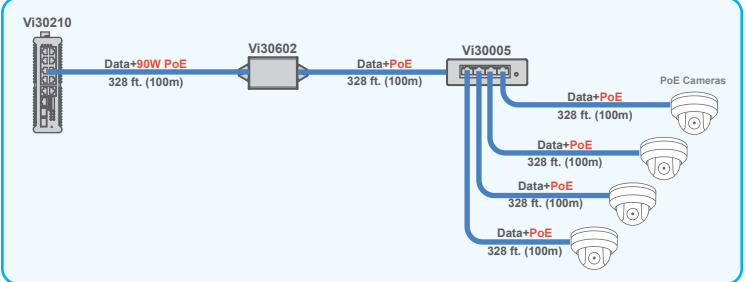 Vi30210
Data+90W PoE
328 ft. (100m)
Vi30602
Data+PoE
328 ft. (100m)
Vi30005
PoE Cameras
Data+PoE
328 ft. (100m)
Data+PoE
328 ft. (100m)
Data+PoE
328 ft. (100m)
Data+PoE
328 ft. (100m)